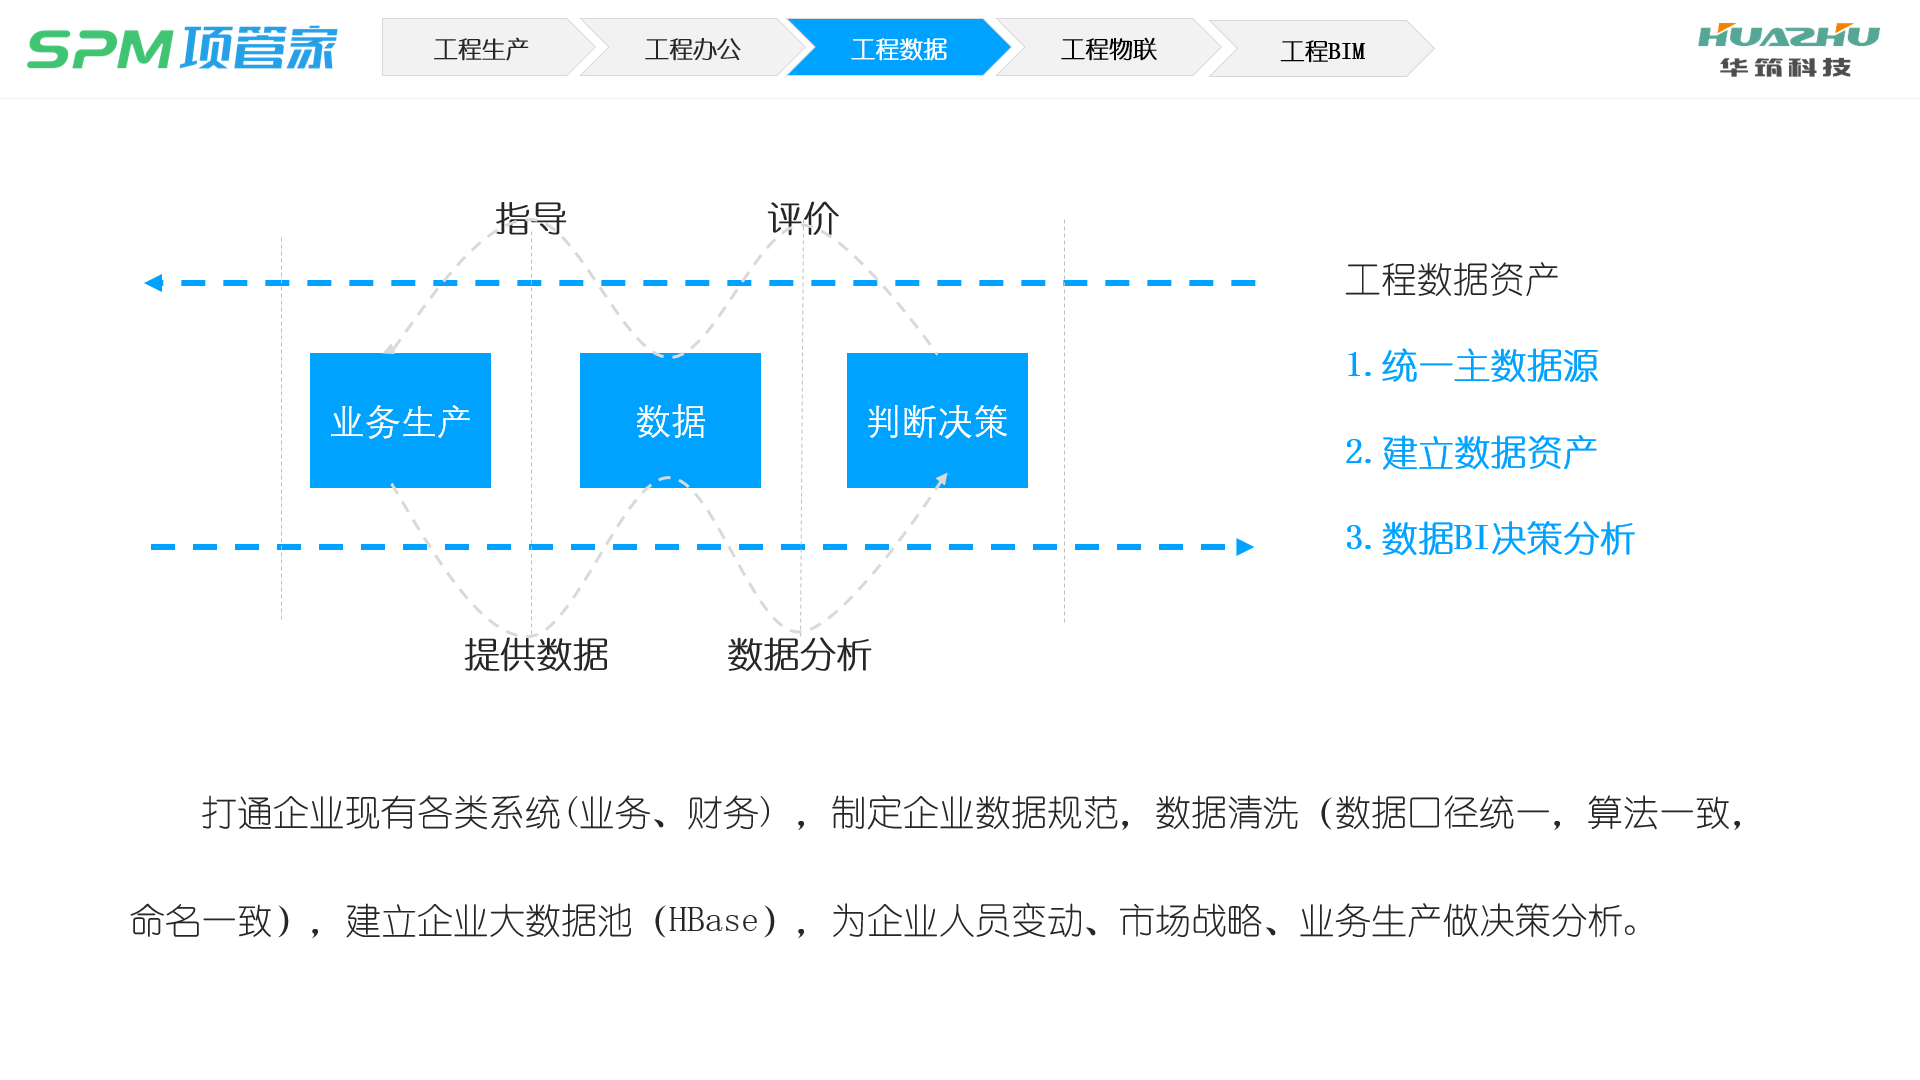 SPM项管家
工程生产
工程办公
工程数据
工程物联
工程BIM
HUAZHU
华筑科技
指导
评价
业务生产
数据
判断决策
提供数据
数据分析
工程数据资产
1.统一主数据源
2.建立数据资产
3.数据BI决策分析
打通企业现有各类系统(业务、财务)，制定企业数据规范，数据清洗（数据口径统一，算法一致，
命名一致），建立企业大数据池（HBase），为企业人员变动、市场战略、业务生产做决策分析。